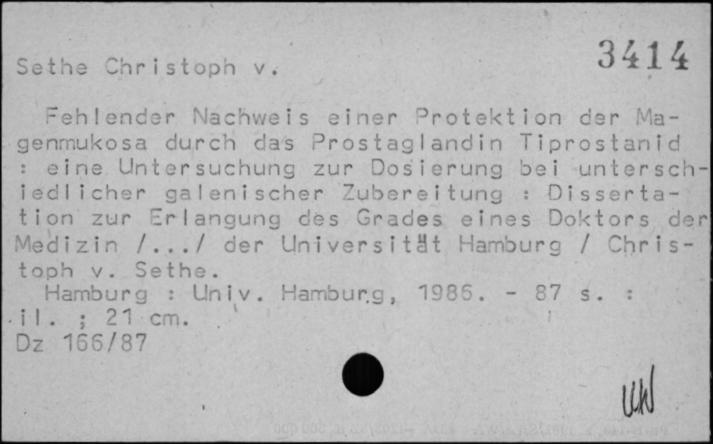 3414
Sethe Christoph v.
Fehlender Nachweis einer Protektion der Ma-
genmukosa durch das Prostaglandin Tiprostanid
: eine Untersuchung zur Dosierung bei untersch-
iedlicher galenischer Zubereitung : Disserta-
tion zur Erlangung des Grades eines Doktors der
Medizin /.../ der Universität Hamburg / Chris-
toph v. Sethe.
Hamburg : Univ. Hamburg, 1986. - 87 s. :
il. ; 21 cm.
Dz 166/87